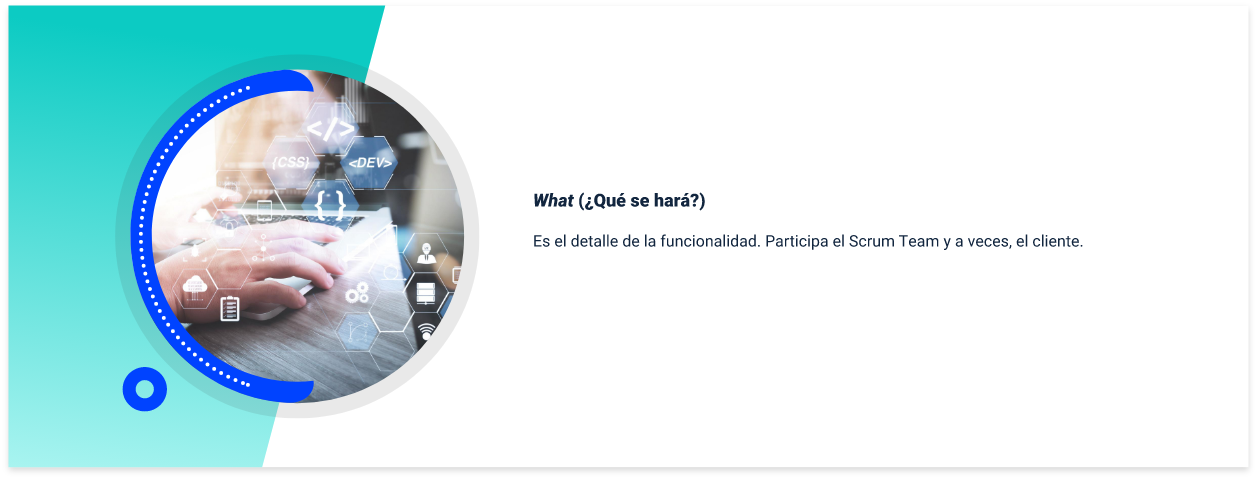 </>
{CSS}
<DEV>
{ }
What (¿Qué se hará?)
Es el detalle de la funcionalidad. Participa el Scrum Team y a veces, el cliente.